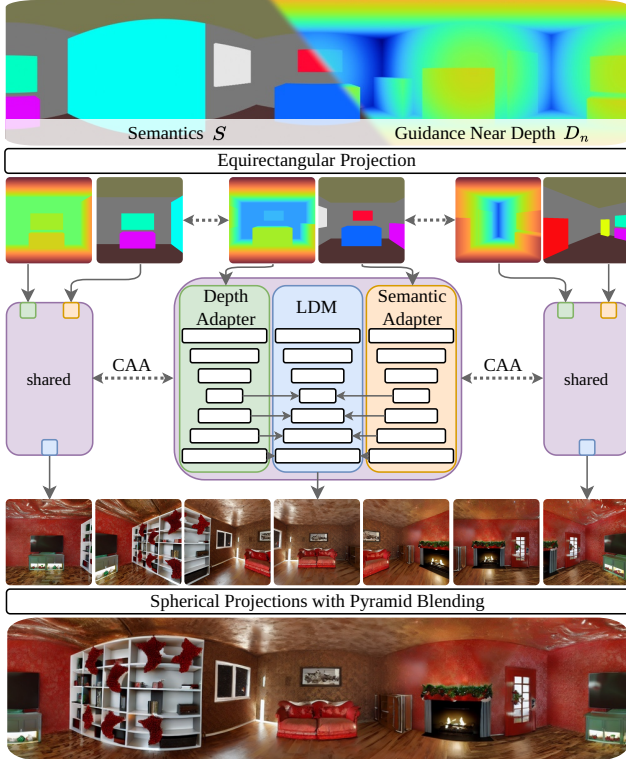 Semantics S
Guidance Near Depth Dₙ
Equirectangular Projection
Depth Adapter
LDM
Semantic Adapter
shared
CAA
CAA
shared
Spherical Projections with Pyramid Blending